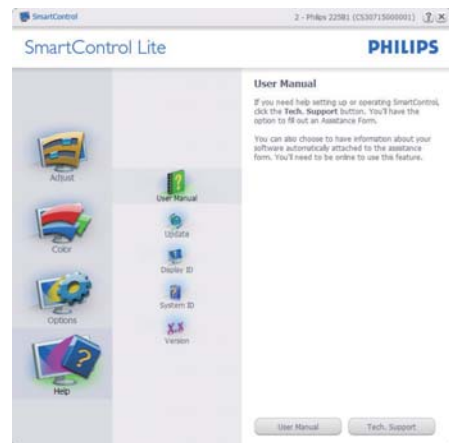 SmartControl
2 - Philips 225B1 (CS30715000001)
? X
SmartControl Lite
PHILIPS
Adjust
Color
Options
Help
User Manual
Update
Display ID
System ID
X.X
Version
User Manual
If you need help setting up or operating SmartControl,
click the Tech. Support button. You'll have the
option to fill out an Assistance Form.
You can also choose to have information about your
software automatically attached to the assistance
form. You'll need to be online to use this feature.
User Manual
Tech. Support